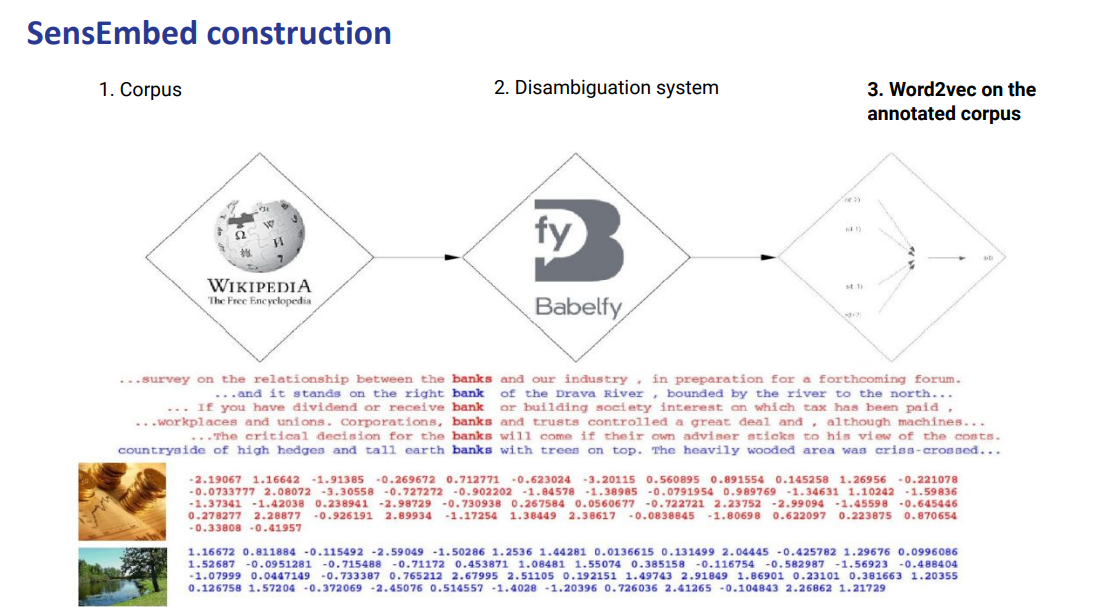 SensEmbed construction
1. Corpus
2. Disambiguation system
3. Word2vec on the
annotated corpus
Ω W И 7
WIKIPEDIA
The Free Encyclopedia
fy
Babelfy
...survey on the relationship between the banks and our industry , in preparation for a forthcoming forum.
...and it stands on the right bank of the Drava River , bounded by the river to the north...
... If you have dividend or receive bank or building society interest on which tax has been paid ,
...workplaces and unions. Corporations, banks and trusts controlled a great deal and , although machines...
...The critical decision for the banks will come if their own adviser sticks to his view of the costs.
countryside of high hedges and tall earth banks with trees on top. The heavily wooded area was criss-crossed...
-2.19067 1.16642 -1.91385 -0.269672 0.712771 -0.623024 -3.20115 0.560895 0.891554 0.145258 1.26956 -0.221078
-0.0733777 2.08072 -3.30558 -0.727272 -0.902202 -1.84578 -1.38985 -0.0791954 0.989769 -1.34631 1.10242 -1.59836
-1.37341 -1.42038 0.238941 -2.98729 -0.730938 0.267584 0.0560677 -0.722721 2.23752 -2.99094 -1.45598 -0.645446
0.278277 2.28877 -0.926191 2.89934 -1.17254 1.38449 2.38617 -0.0838845 -1.80698 0.622097 0.223875 0.870654
-0.33808 -0.41957
1.16672 0.811884 -0.115492 -2.59049 -1.50286 1.2536 1.44281 0.0136615 0.131499 2.04445 -0.425782 1.29676 0.0996086
1.52687 -0.0951281 -0.715488 -0.71172 0.453871 1.08481 1.55074 0.385158 -0.116754 -0.582987 -1.56923 -0.488404
-1.07999 0.0447149 -0.733387 0.765212 2.67995 2.51105 0.192151 1.49743 2.91849 1.86901 0.23101 0.381663 1.20355
0.126758 1.57204 -0.372069 -2.45076 0.514557 -1.4028 -1.20396 0.726036 2.41265 -0.104843 2.26862 1.21729